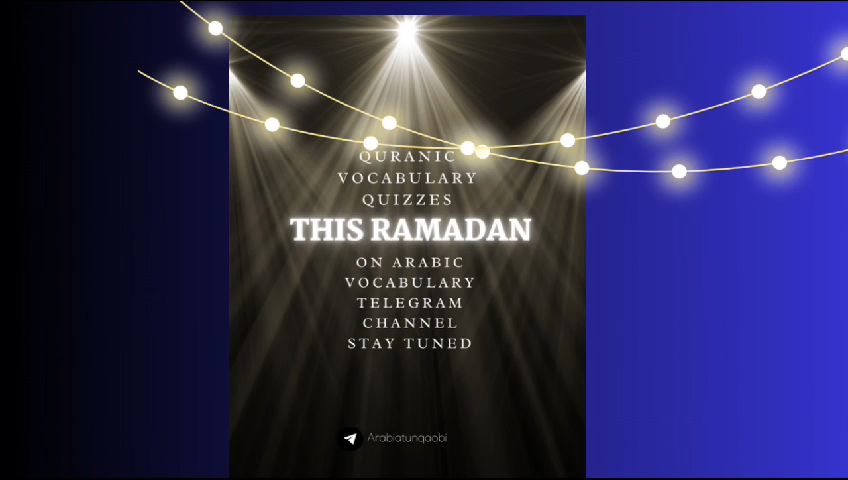 QURANIC
VOCABULARY
QUIZZES
THIS RAMADAN
ON ARABIC
VOCABULARY
TELEGRAM
CHANNEL
STAY TUNED
Arabiatunqaobi